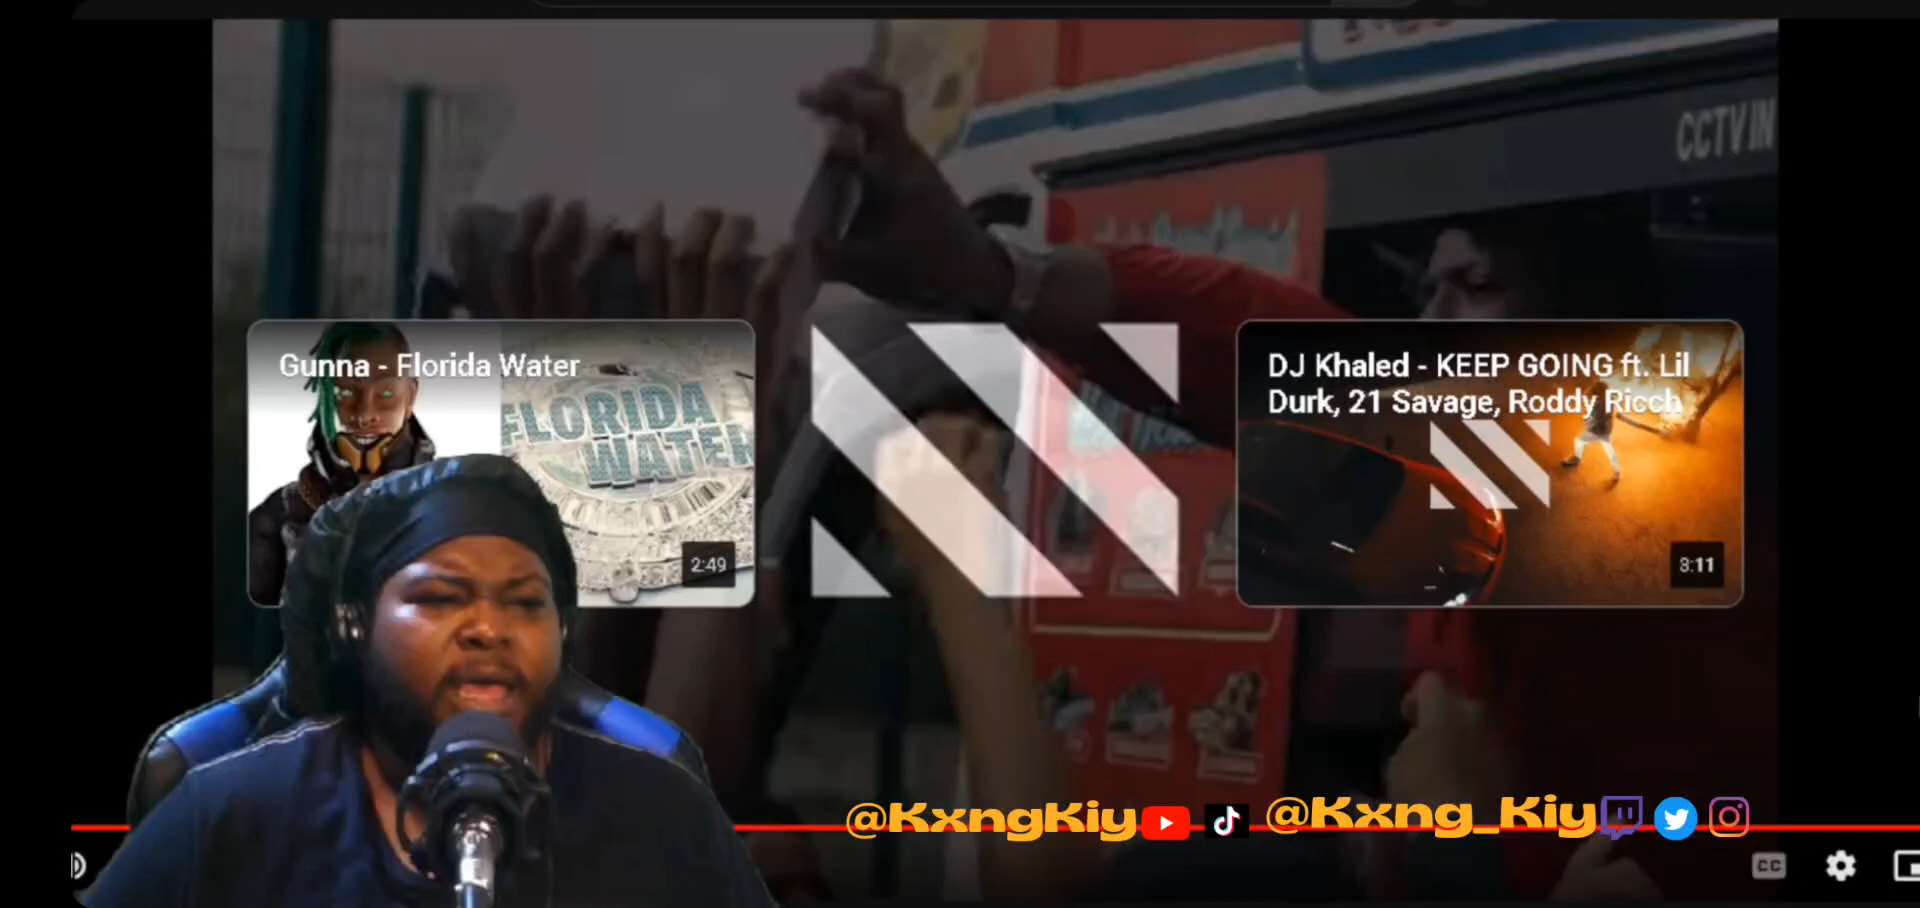 CCTV IN
Gunna - Florida Water
FLORIDA
WATER
2:49
DJ Khaled - KEEP GOING ft. Lil
Durk, 21 Savage, Roddy Ricch
8:11
@KxngKiy
@Kxng_Kiy
CC